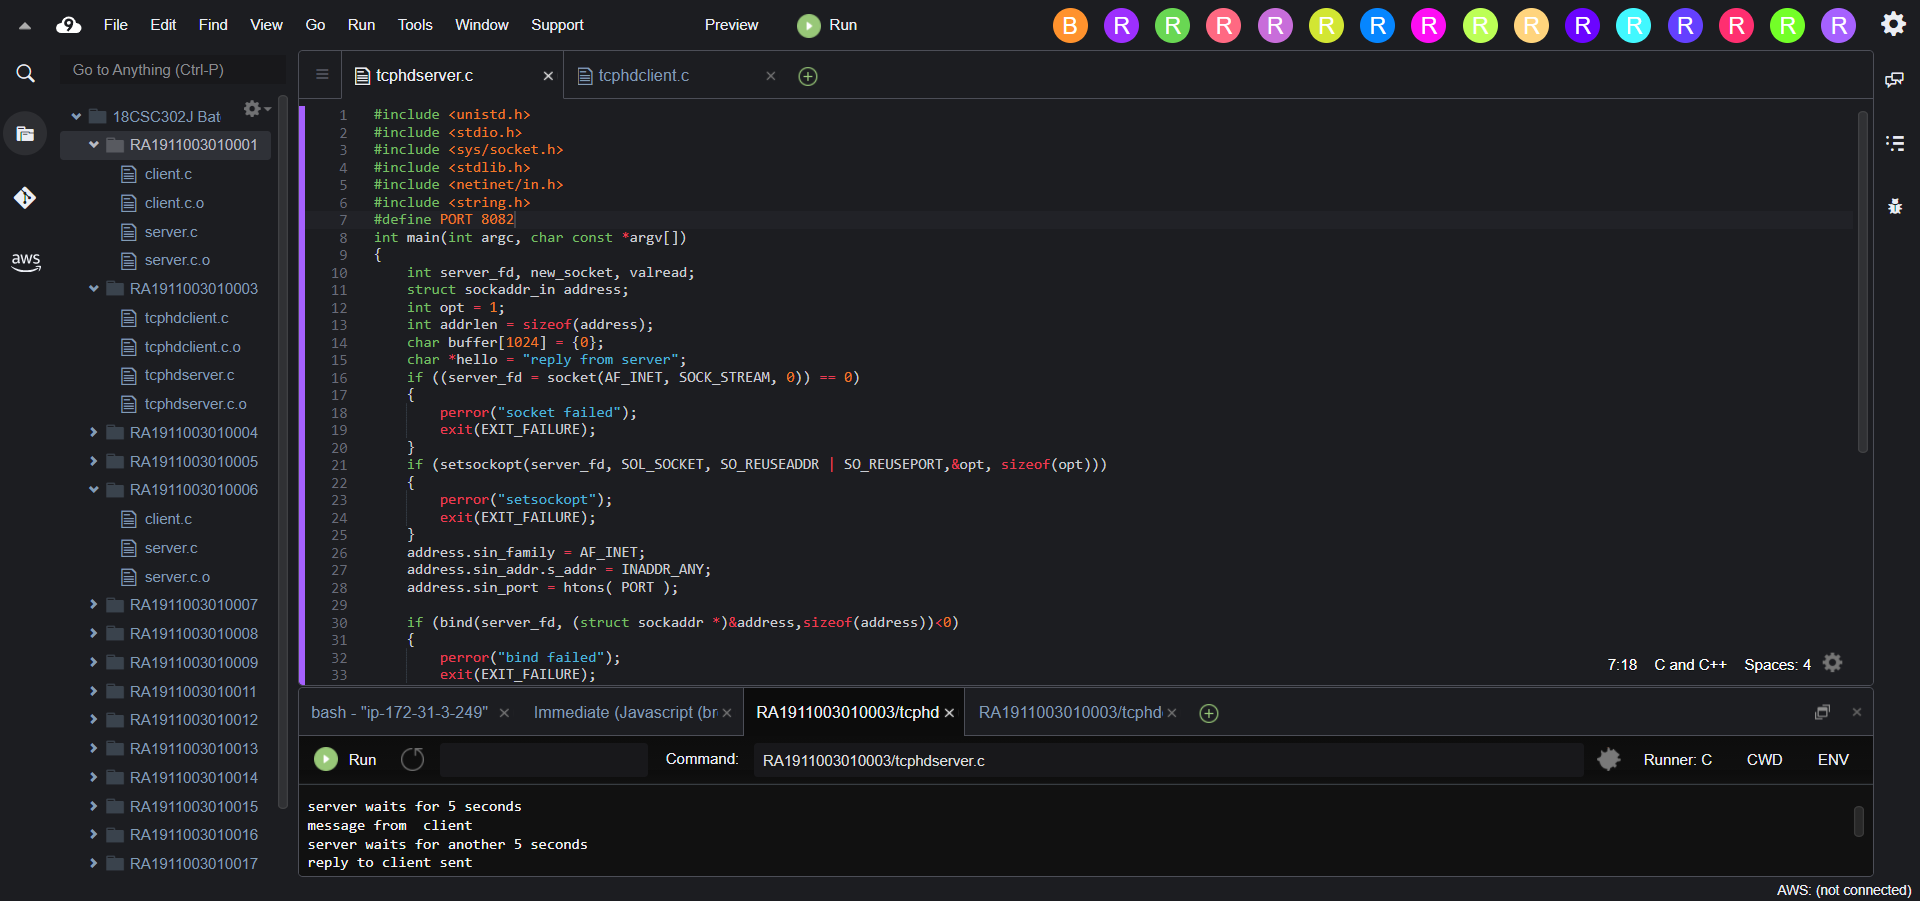 9 File Edit Find View Go Run Tools Window Support Preview Run B R R R R R R R R R R R R R R R
Go to Anything (Ctrl-P)
aws
18CSC302J Bat
RA1911003010001
client.c
client.c.o
server.c
server.c.o
RA1911003010003
tcphdclient.c
tcphdclient.c.o
tcphdserver.c
tcphdserver.c.o
RA1911003010004
RA1911003010005
RA1911003010006
client.c
server.c
server.c.o
RA1911003010007
RA1911003010008
RA1911003010009
RA1911003010011
RA1911003010012
RA1911003010013
RA1911003010014
RA1911003010015
RA1911003010016
RA1911003010017
tcphdserver.c tcphdclient.c
1 #include <unistd.h>
2 #include <stdio.h>
3 #include <sys/socket.h>
4 #include <stdlib.h>
5 #include <netinet/in.h>
6 #include <string.h>
7 #define PORT 8082
8 int main(int argc, char const *argv[])
9 {
10 int server_fd, new_socket, valread;
11 struct sockaddr_in address;
12 int opt = 1;
13 int addrlen = sizeof(address);
14 char buffer[1024] = {0};
15 char *hello = "reply from server";
16 if ((server_fd = socket(AF_INET, SOCK_STREAM, 0)) == 0)
17 {
18 perror("socket failed");
19 exit(EXIT_FAILURE);
20 }
21 if (setsockopt(server_fd, SOL_SOCKET, SO_REUSEADDR | SO_REUSEPORT,&opt, sizeof(opt)))
22 {
23 perror("setsockopt");
24 exit(EXIT_FAILURE);
25 }
26 address.sin_family = AF_INET;
27 address.sin_addr.s_addr = INADDR_ANY;
28 address.sin_port = htons( PORT );
29
30 if (bind(server_fd, (struct sockaddr *)&address,sizeof(address))<0)
31 {
32 perror("bind failed");
33 exit(EXIT_FAILURE);
7:18 C and C++ Spaces: 4
bash - "ip-172-31-3-249" Immediate (Javascript (br RA1911003010003/tcphd RA1911003010003/tcphd
Run Command: RA1911003010003/tcphdserver.c Runner: C CWD ENV
server waits for 5 seconds
message from client
server waits for another 5 seconds
reply to client sent
AWS: (not connected)